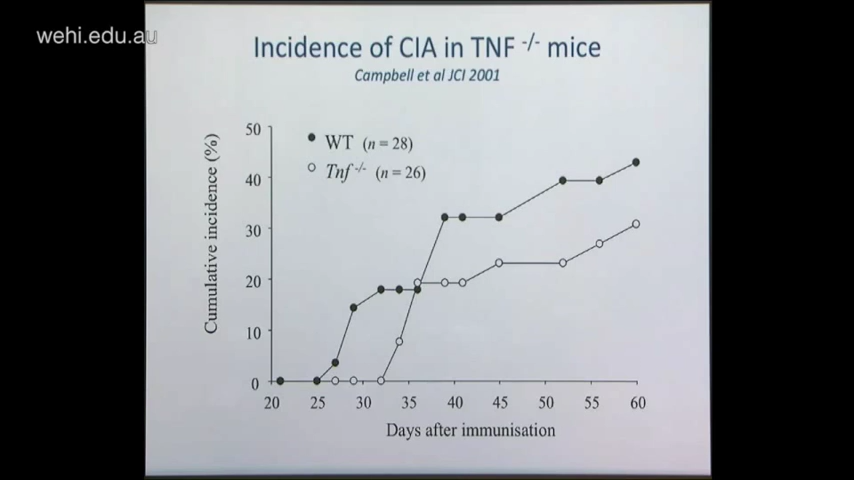 wehi.edu.au
Incidence of CIA in TNF -/- mice
Campbell et al JCI 2001
50
40
30
20
10
0
Cumulative incidence (%)
WT (n = 28)
Tnf -/- (n = 26)
20 25 30 35 40 45 50 55 60
Days after immunisation